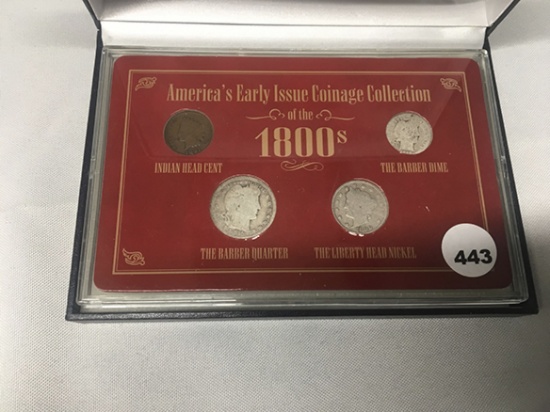 America's Early Issue Coinage Collection
of the
1800s
INDIAN HEAD CENT
THE BARBER DIME
THE BARBER QUARTER
THE LIBERTY HEAD NICKEL
443